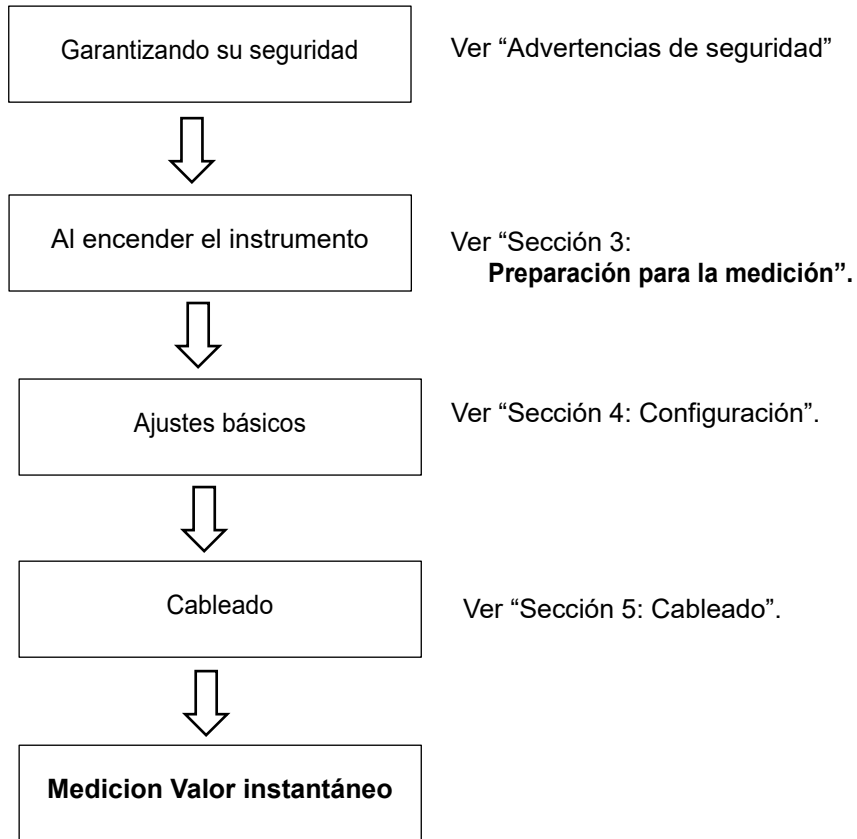 Garantizando su seguridad
Ver “Advertencias de seguridad”
Al encender el instrumento
Ver “Sección 3:
Preparación para la medición”.
Ajustes básicos
Ver “Sección 4: Configuración”.
Cableado
Ver “Sección 5: Cableado”.
Medicion Valor instantáneo